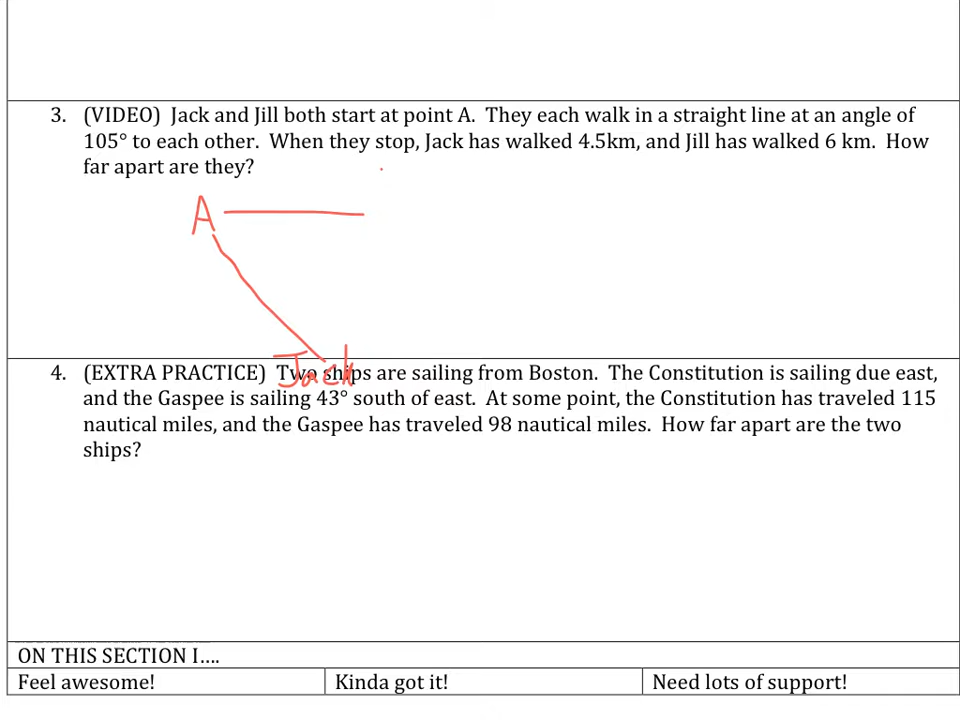 3. (VIDEO) Jack and Jill both start at point A. They each walk in a straight line at an angle of
105° to each other. When they stop, Jack has walked 4.5km, and Jill has walked 6 km. How
far apart are they?
A
Jack
4. (EXTRA PRACTICE) Two ships are sailing from Boston. The Constitution is sailing due east,
and the Gaspee is sailing 43° south of east. At some point, the Constitution has traveled 115
nautical miles, and the Gaspee has traveled 98 nautical miles. How far apart are the two
ships?
ON THIS SECTION I....
Feel awesome!
Kinda got it!
Need lots of support!